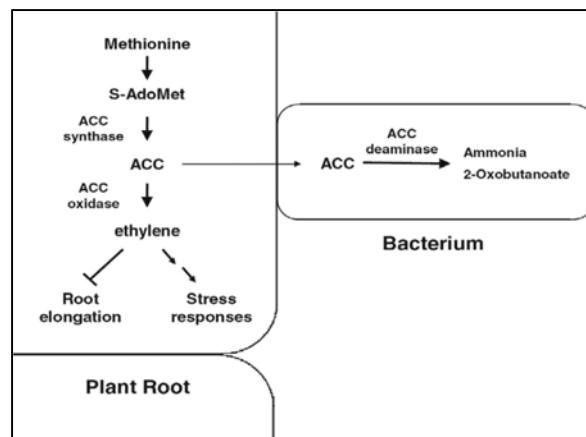 Methionine
S-AdoMet
ACC
synthase
ACC
ACC
oxidase
ethylene
Root
elongation
Stress
responses
Plant Root
ACC
ACC
deaminase
Ammonia
2-Oxobutanoate
Bacterium